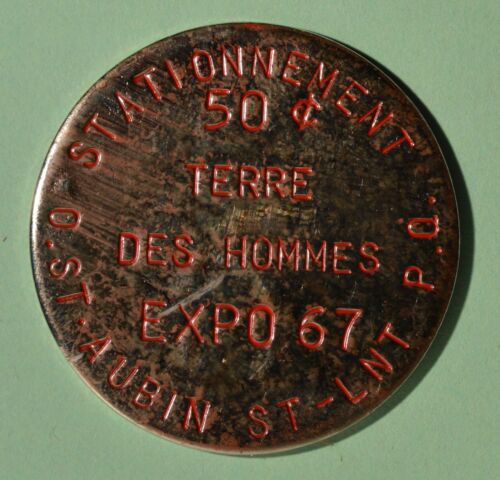 STATIONNEMENT
50 ¢
TERRE
DES HOMMES
EXPO 67
O.ST.AUBIN ST-LNT P.Q.